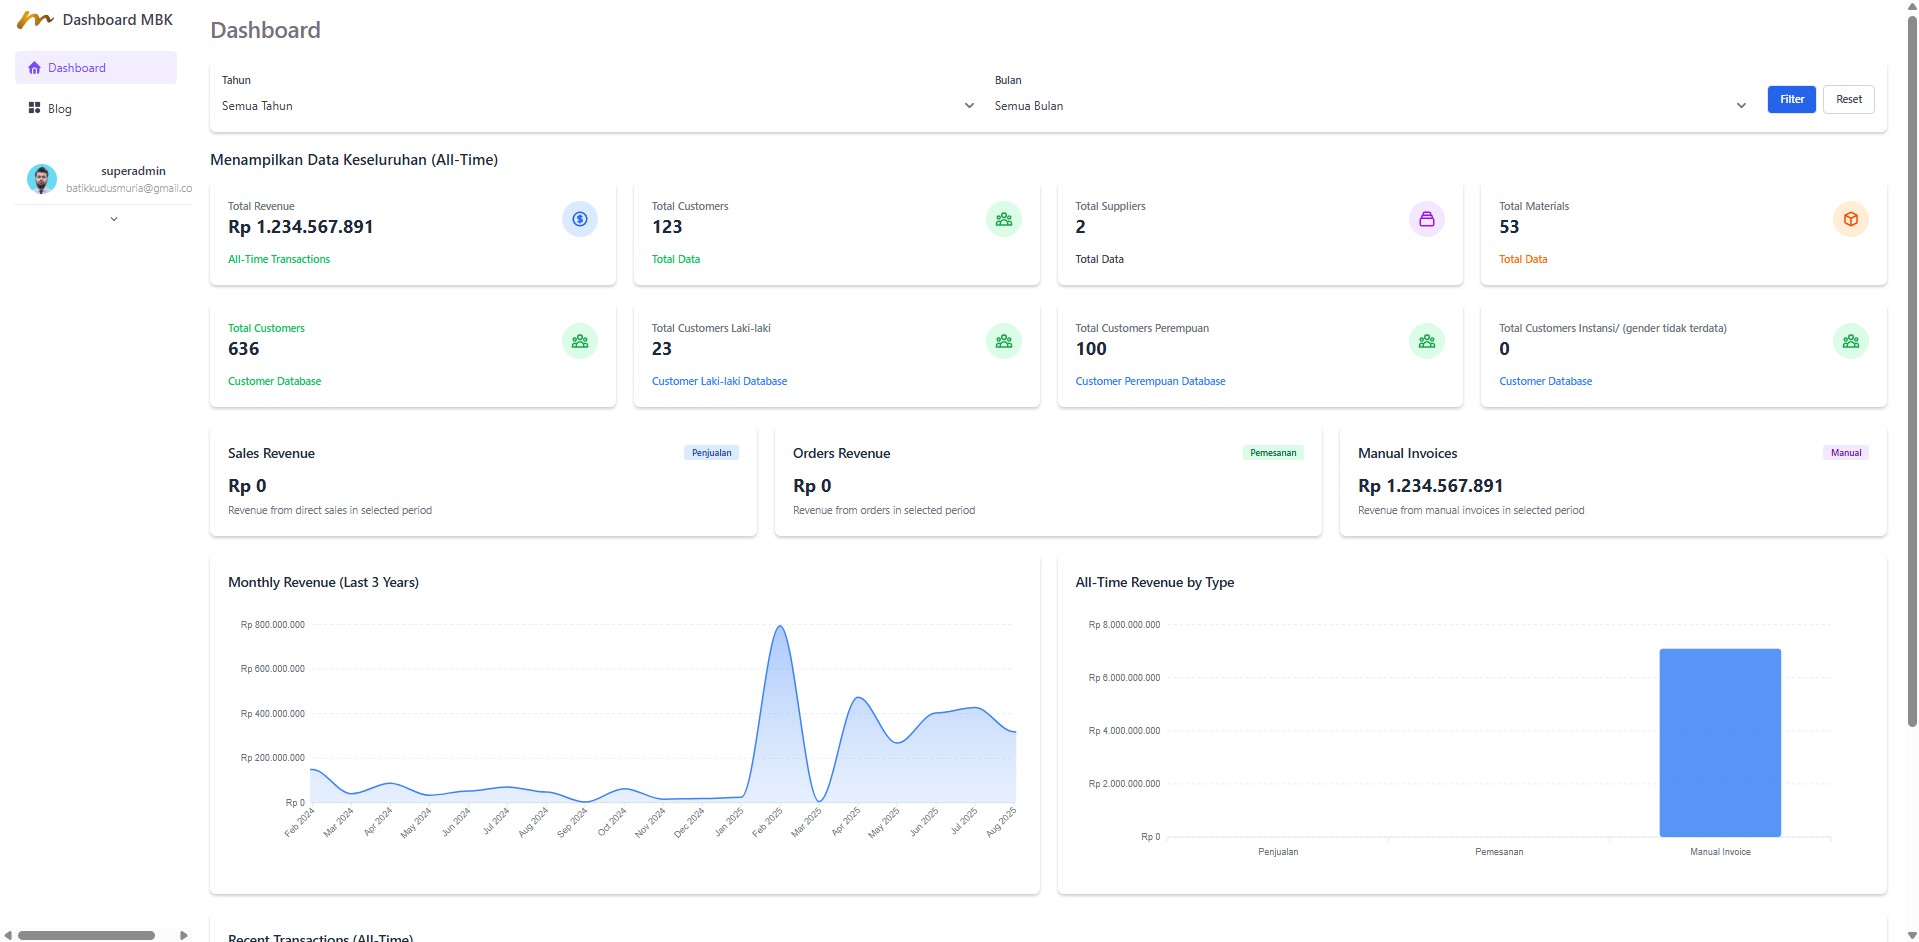 Dashboard MBK
Dashboard
Blog
superadmin
batikkudusmuria@gmail.co
Dashboard
Tahun
Semua Tahun
Bulan
Semua Bulan
Filter
Reset
Menampilkan Data Keseluruhan (All-Time)
Total Revenue
Rp 1.234.567.891
All-Time Transactions
Total Customers
123
Total Data
Total Suppliers
2
Total Data
Total Materials
53
Total Data
Total Customers
636
Customer Database
Total Customers Laki-laki
23
Customer Laki-laki Database
Total Customers Perempuan
100
Customer Perempuan Database
Total Customers Instansi/ (gender tidak terdata)
0
Customer Database
Sales Revenue
Penjualan
Rp 0
Revenue from direct sales in selected period
Orders Revenue
Pemesanan
Rp 0
Revenue from orders in selected period
Manual Invoices
Manual
Rp 1.234.567.891
Revenue from manual invoices in selected period
Monthly Revenue (Last 3 Years)
Rp 800.000.000
Rp 600.000.000
Rp 400.000.000
Rp 200.000.000
Rp 0
Feb 2024
Mar 2024
Apr 2024
May 2024
Jun 2024
Jul 2024
Aug 2024
Sep 2024
Oct 2024
Nov 2024
Dec 2024
Jan 2025
Feb 2025
Mar 2025
Apr 2025
May 2025
Jun 2025
Jul 2025
Aug 2025
All-Time Revenue by Type
Rp 8.000.000.000
Rp 6.000.000.000
Rp 4.000.000.000
Rp 2.000.000.000
Rp 0
Penjualan
Pemesanan
Manual Invoice
Recent Transactions (All-Time)